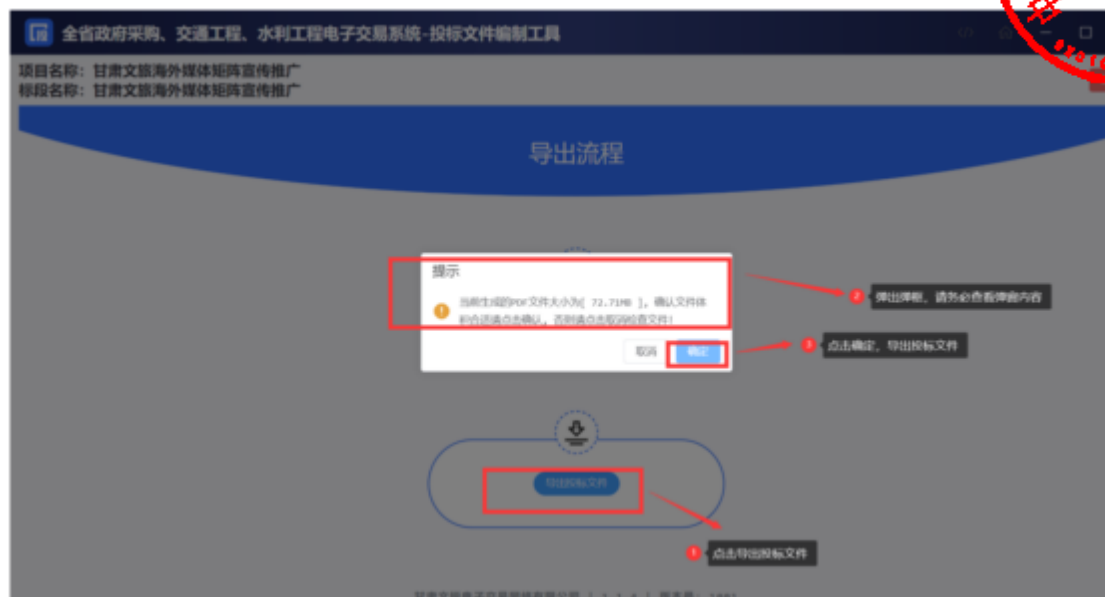 全省政府采购、交通工程、水利工程电子交易系统-投标文件编制工具
项目名称：甘肃文旅海外媒体矩阵宣传推广
标段名称：甘肃文旅海外媒体矩阵宣传推广
导出流程
提示
当前生成的PDF文件大小为[ 72.71MB ]，确认文件体
积合适请点击确认，否则请点击取消检查文件！
取消 确定
2 弹出弹框，请务必查看弹窗内容
3 点击确定，导出投标文件
导出投标文件
1 点击导出投标文件